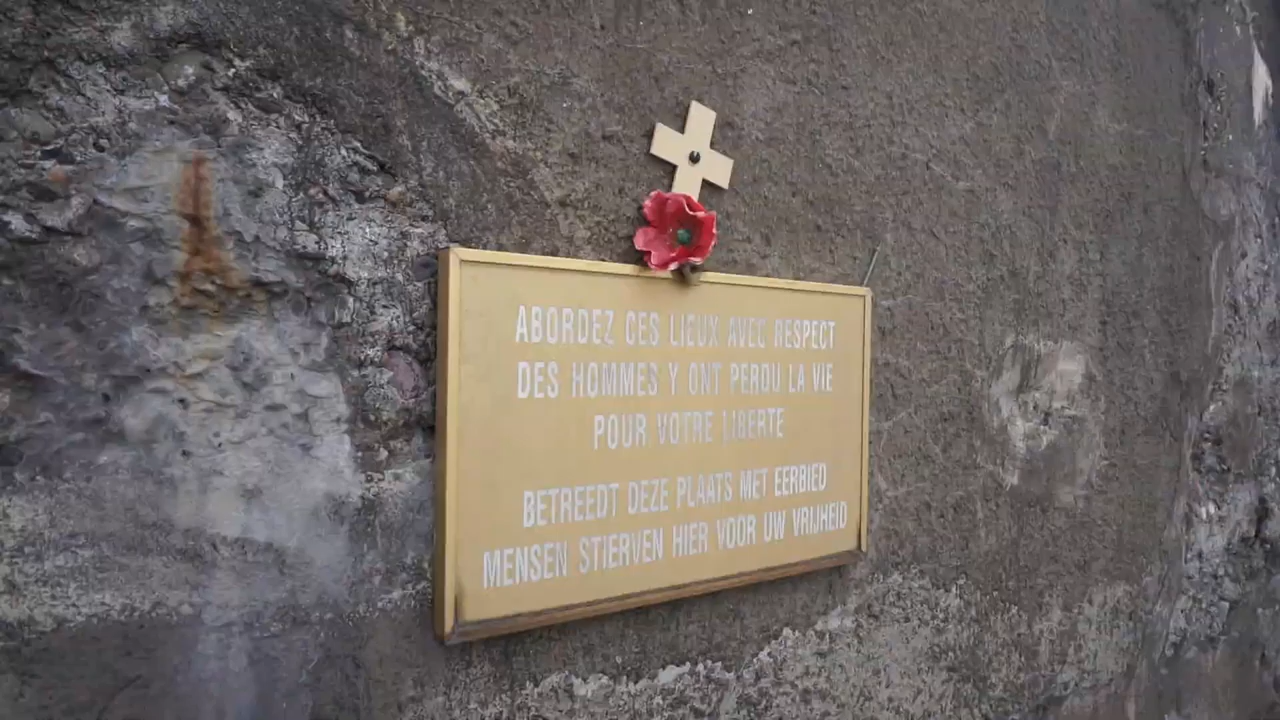 ABORDEZ CES LIEUX AVEC RESPECT
DES HOMMES Y ONT PERDU LA VIE
POUR VOTRE LIBERTE
BETREEDT DEZE PLAATS MET EERBIED
MENSEN STIERVEN HIER VOOR UW VRIJHEID